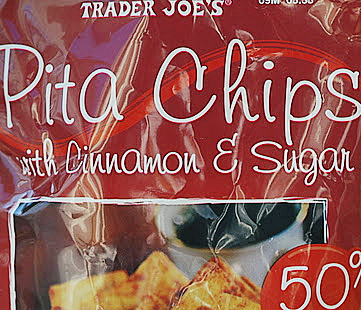 TRADER JOE'S®
Pita Chips
with Cinnamon & Sugar
50%